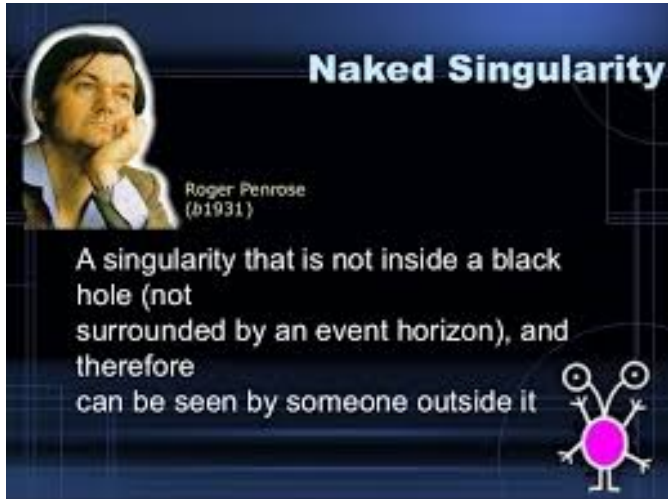 Naked Singularity
Roger Penrose
(b1931)
A singularity that is not inside a black
hole (not
surrounded by an event horizon), and
therefore
can be seen by someone outside it